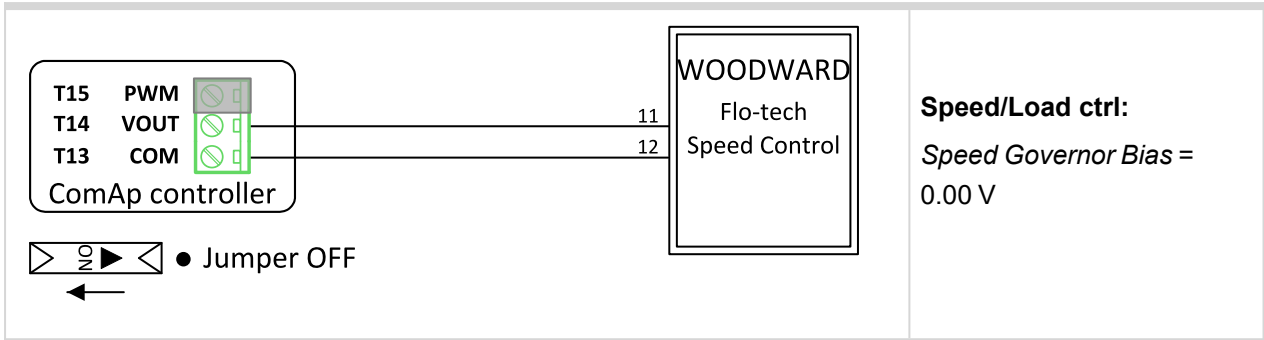 T15 PWM
T14 VOUT
T13 COM
ComAp controller
ON
● Jumper OFF
11
12
WOODWARD
Flo-tech
Speed Control
Speed/Load ctrl:
Speed Governor Bias =
0.00 V